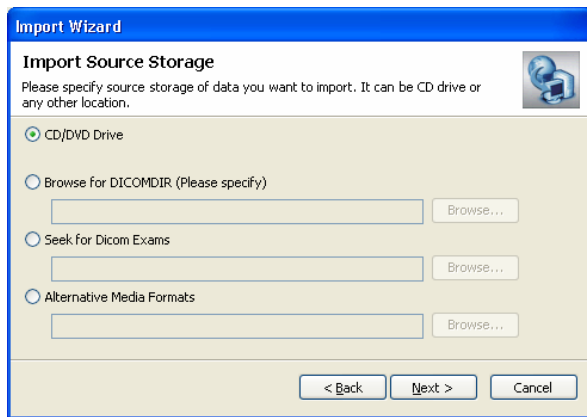 Import Wizard
Import Source Storage
Please specify source storage of data you want to import. It can be CD drive or
any other location.
CD/DVD Drive
Browse for DICOMDIR (Please specify)
Browse...
Seek for Dicom Exams
Browse...
Alternative Media Formats
Browse...
< Back Next > Cancel